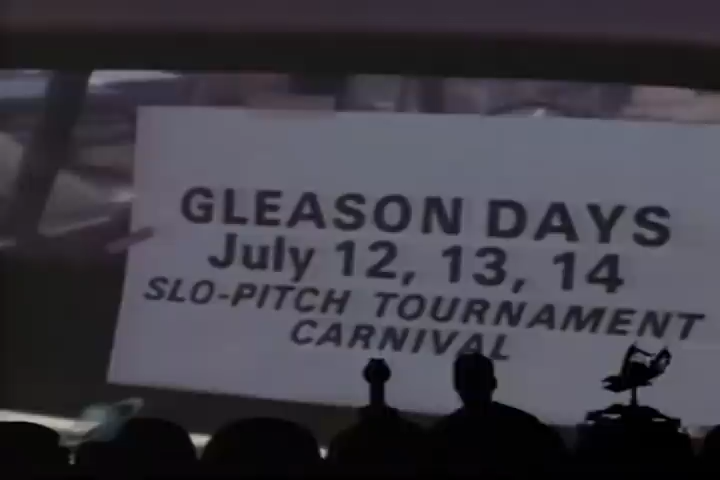 GLEASON DAYS
July 12, 13, 14
SLO-PITCH TOURNAMENT
CARNIVAL